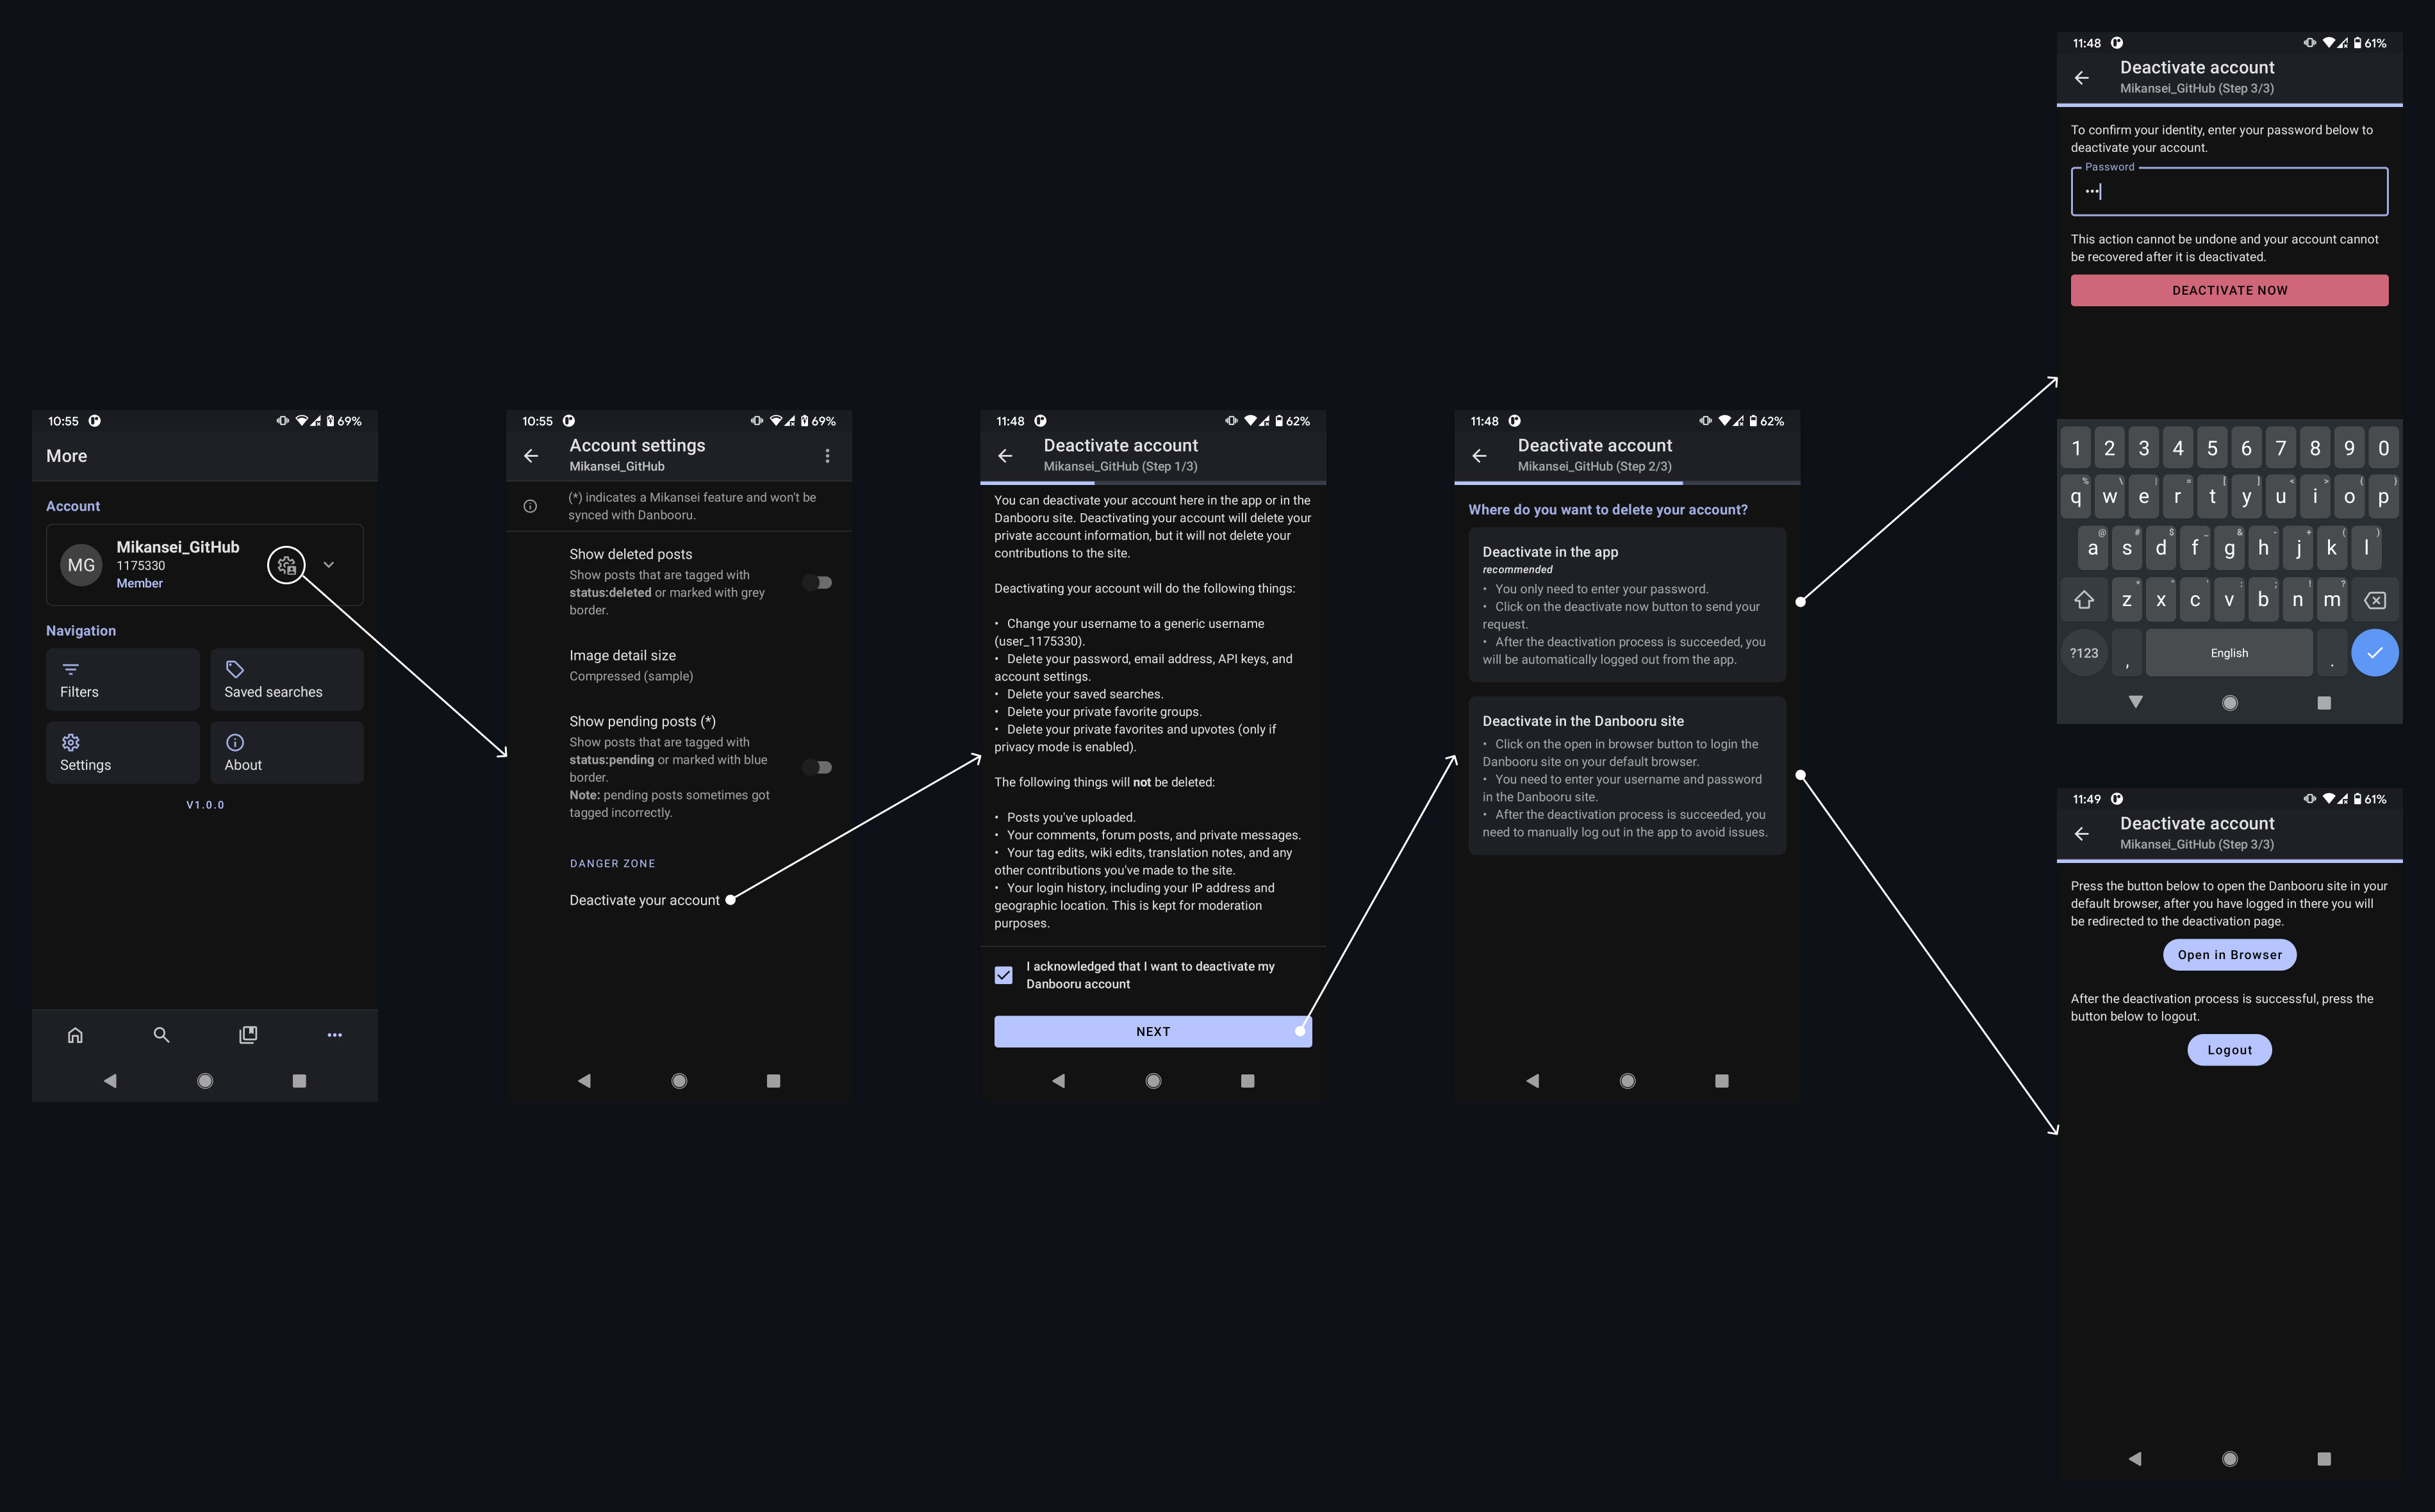 10:55
69%
More
Account
MG
Mikansei_GitHub
1175330
Member
Navigation
Filters
Saved searches
Settings
About
V1.0.0
10:55
69%
Account settings
Mikansei_GitHub
(*) indicates a Mikansei feature and won't be
synced with Danbooru.
Show deleted posts
Show posts that are tagged with
status:deleted or marked with grey
border.
Image detail size
Compressed (sample)
Show pending posts (*)
Show posts that are tagged with
status:pending or marked with blue
border.
Note: pending posts sometimes got
tagged incorrectly.
DANGER ZONE
Deactivate your account
11:48
62%
Deactivate account
Mikansei_GitHub (Step 1/3)
You can deactivate your account here in the app or in the
Danbooru site. Deactivating your account will delete your
private account information, but it will not delete your
contributions to the site.
Deactivating your account will do the following things:
• Change your username to a generic username
(user_1175330).
• Delete your password, email address, API keys, and
account settings.
• Delete your saved searches.
• Delete your private favorite groups.
• Delete your private favorites and upvotes (only if
privacy mode is enabled).
The following things will not be deleted:
• Posts you've uploaded.
• Your comments, forum posts, and private messages.
• Your tag edits, wiki edits, translation notes, and any
other contributions you've made to the site.
• Your login history, including your IP address and
geographic location. This is kept for moderation
purposes.
I acknowledged that I want to deactivate my
Danbooru account
NEXT
11:48
62%
Deactivate account
Mikansei_GitHub (Step 2/3)
Where do you want to delete your account?
Deactivate in the app
recommended
• You only need to enter your password.
• Click on the deactivate now button to send your
request.
• After the deactivation process is succeeded, you
will be automatically logged out from the app.
Deactivate in the Danbooru site
• Click on the open in browser button to login the
Danbooru site on your default browser.
• You need to enter your username and password
in the Danbooru site.
• After the deactivation process is succeeded, you
need to manually log out in the app to avoid issues.
11:48
61%
Deactivate account
Mikansei_GitHub (Step 3/3)
To confirm your identity, enter your password below to
deactivate your account.
Password
•••
This action cannot be undone and your account cannot
be recovered after it is deactivated.
DEACTIVATE NOW
1 2 3 4 5 6 7 8 9 0
% \ | = [ ] < > { }
q w e r t y u i o p
@ # $ _ & - + ( )
a s d f g h j k l
* " ' : ; ! ?
z x c v b n m
?123 , English .
11:49
61%
Deactivate account
Mikansei_GitHub (Step 3/3)
Press the button below to open the Danbooru site in your
default browser, after you have logged in there you will
be redirected to the deactivation page.
Open in Browser
After the deactivation process is successful, press the
button below to logout.
Logout